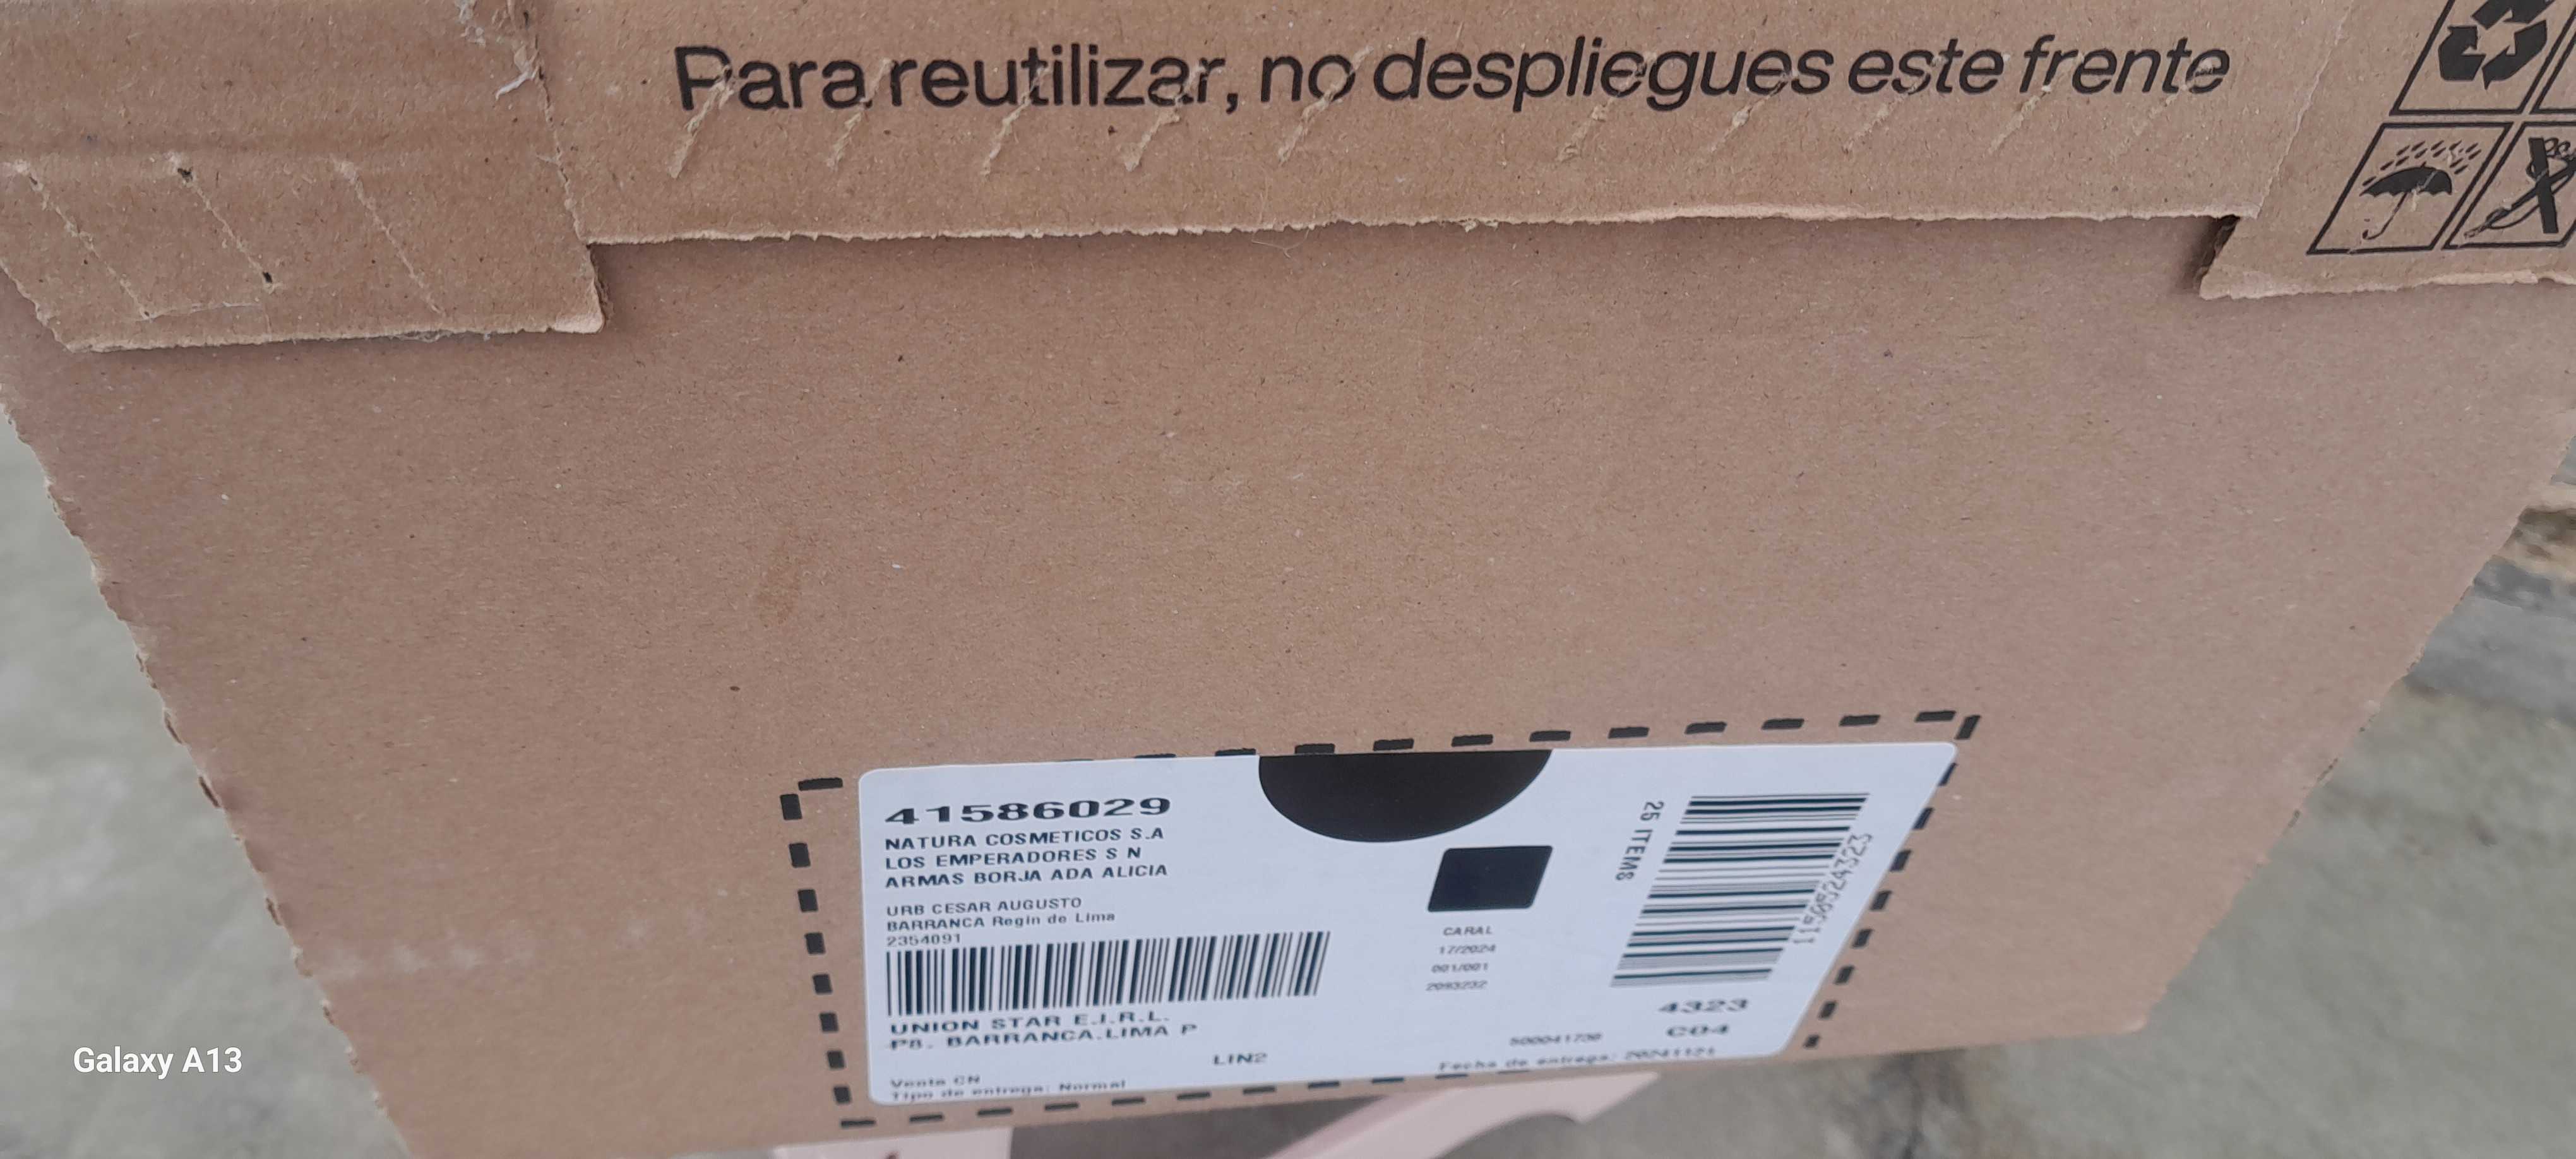 Para reutilizar, no despliegues este frente
41586029
NATURA COSMETICOS S.A
LOS EMPERADORES S N
ARMAS BORJA ADA ALICIA
URB CESAR AUGUSTO
BARRANCA Regin de Lima
2354091
UNION STAR E.I.R.L.
P8. BARRANCA.LIMA P
LIN2
Venta CN
Tipo de entrega: Normal
CARAL
17/2024
001/001
2093232
25 ITEMS
4323
C04
Fecha de entrega: 20241121
Galaxy A13